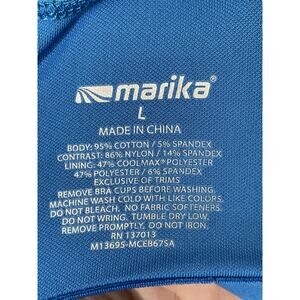 marika®
L
MADE IN CHINA
BODY: 95% COTTON / 5% SPANDEX
CONTRAST: 86% NYLON / 14% SPANDEX
LINING: 47% COOLMAX® POLYESTER
47% POLYESTER / 6% SPANDEX
EXCLUSIVE OF TRIMS
REMOVE BRA CUPS BEFORE WASHING.
MACHINE WASH COLD WITH LIKE COLORS.
DO NOT BLEACH. NO FABRIC SOFTENERS.
DO NOT WRING. TUMBLE DRY LOW,
REMOVE PROMPTLY, DO NOT IRON.
RN 137013
M13695-MCEB67SA